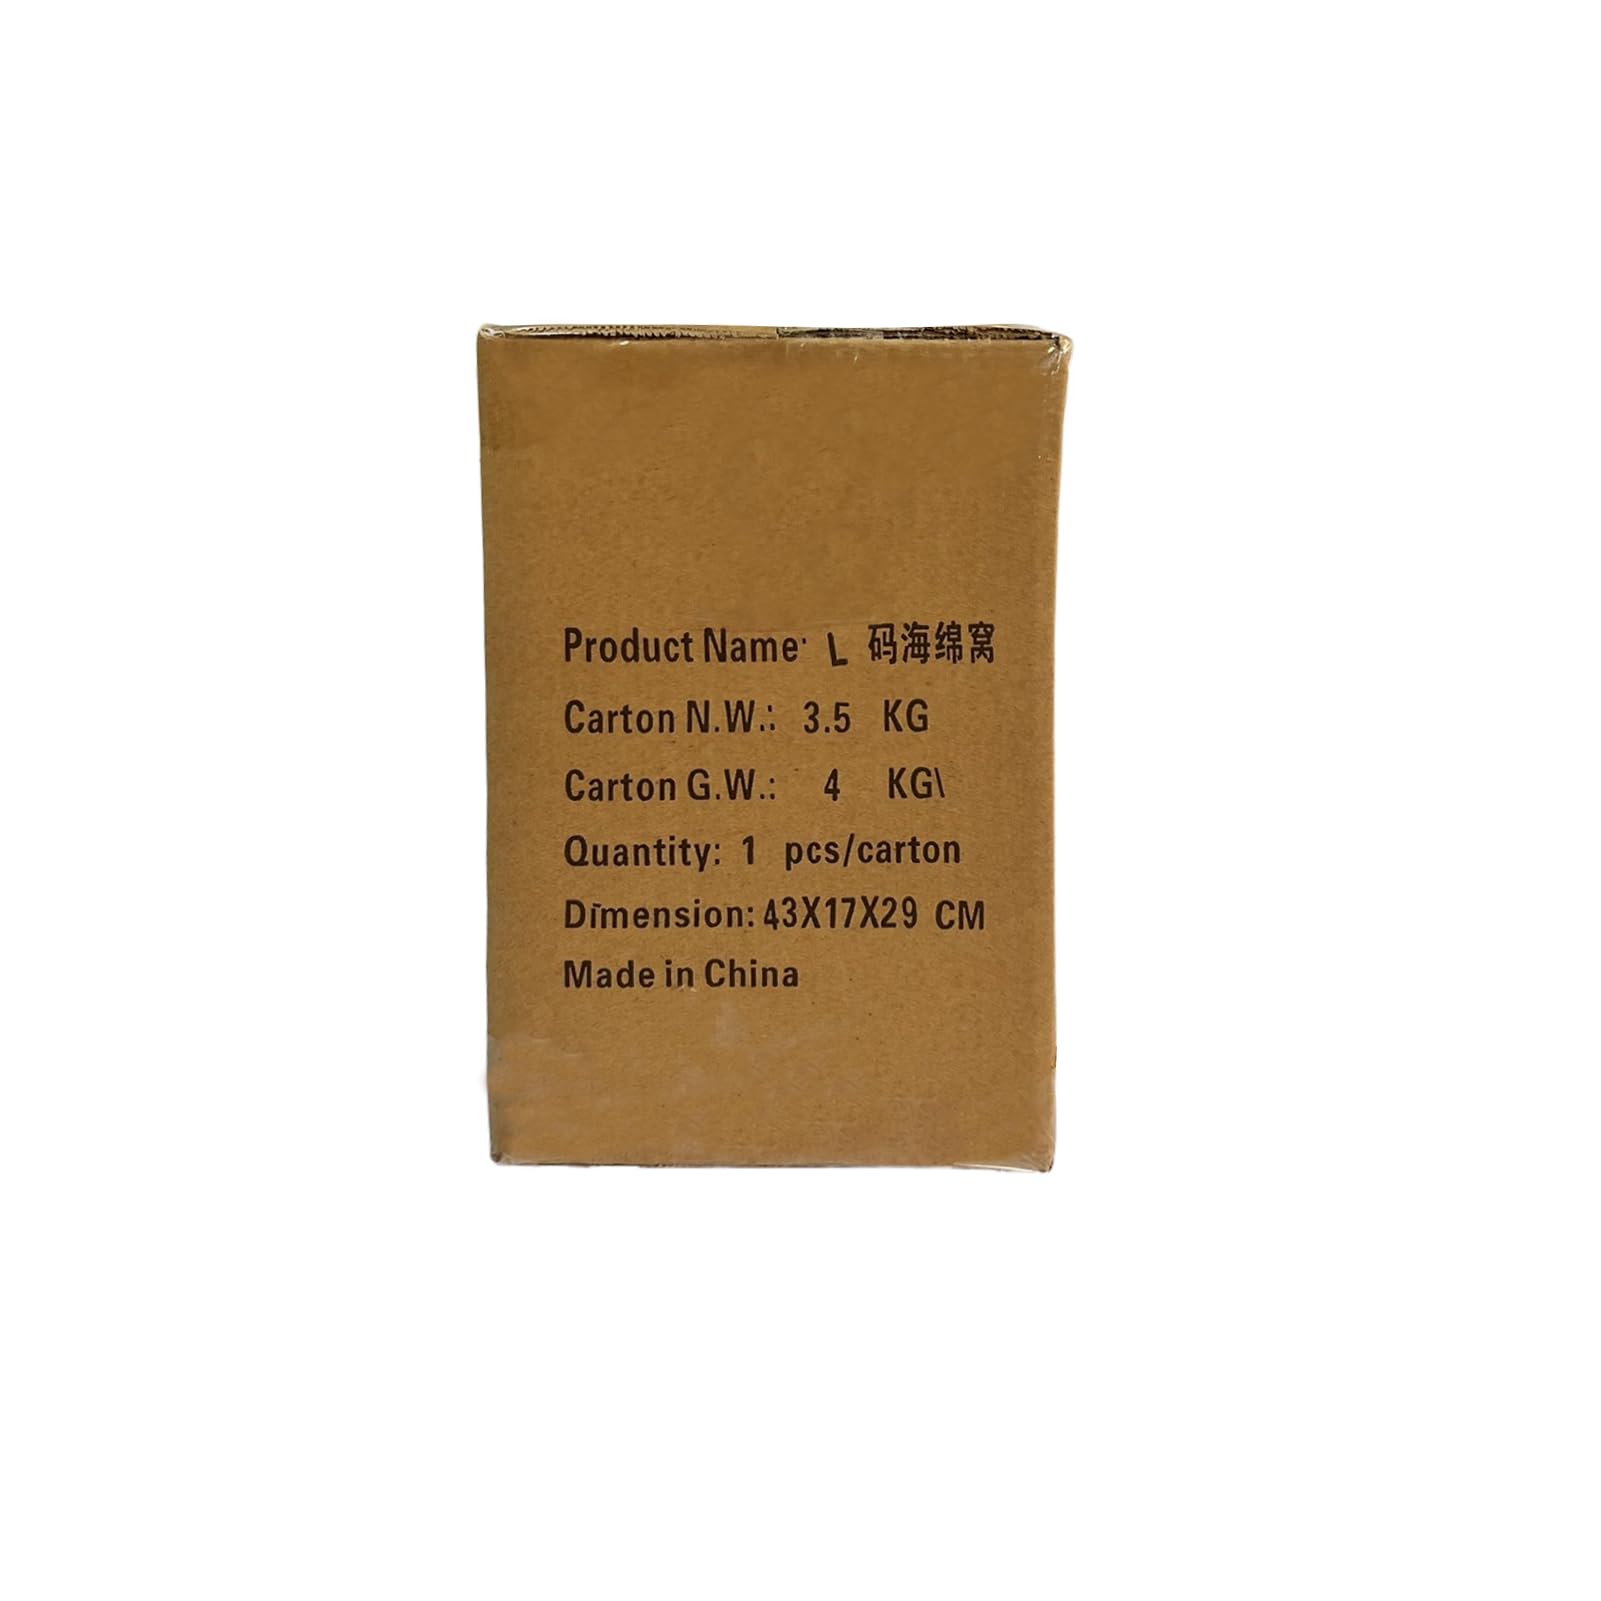 Product Name: L 码海绵窝
Carton N.W.: 3.5 KG
Carton G.W.: 4 KG\
Quantity: 1 pcs/carton
Dimension: 43X17X29 CM
Made in China